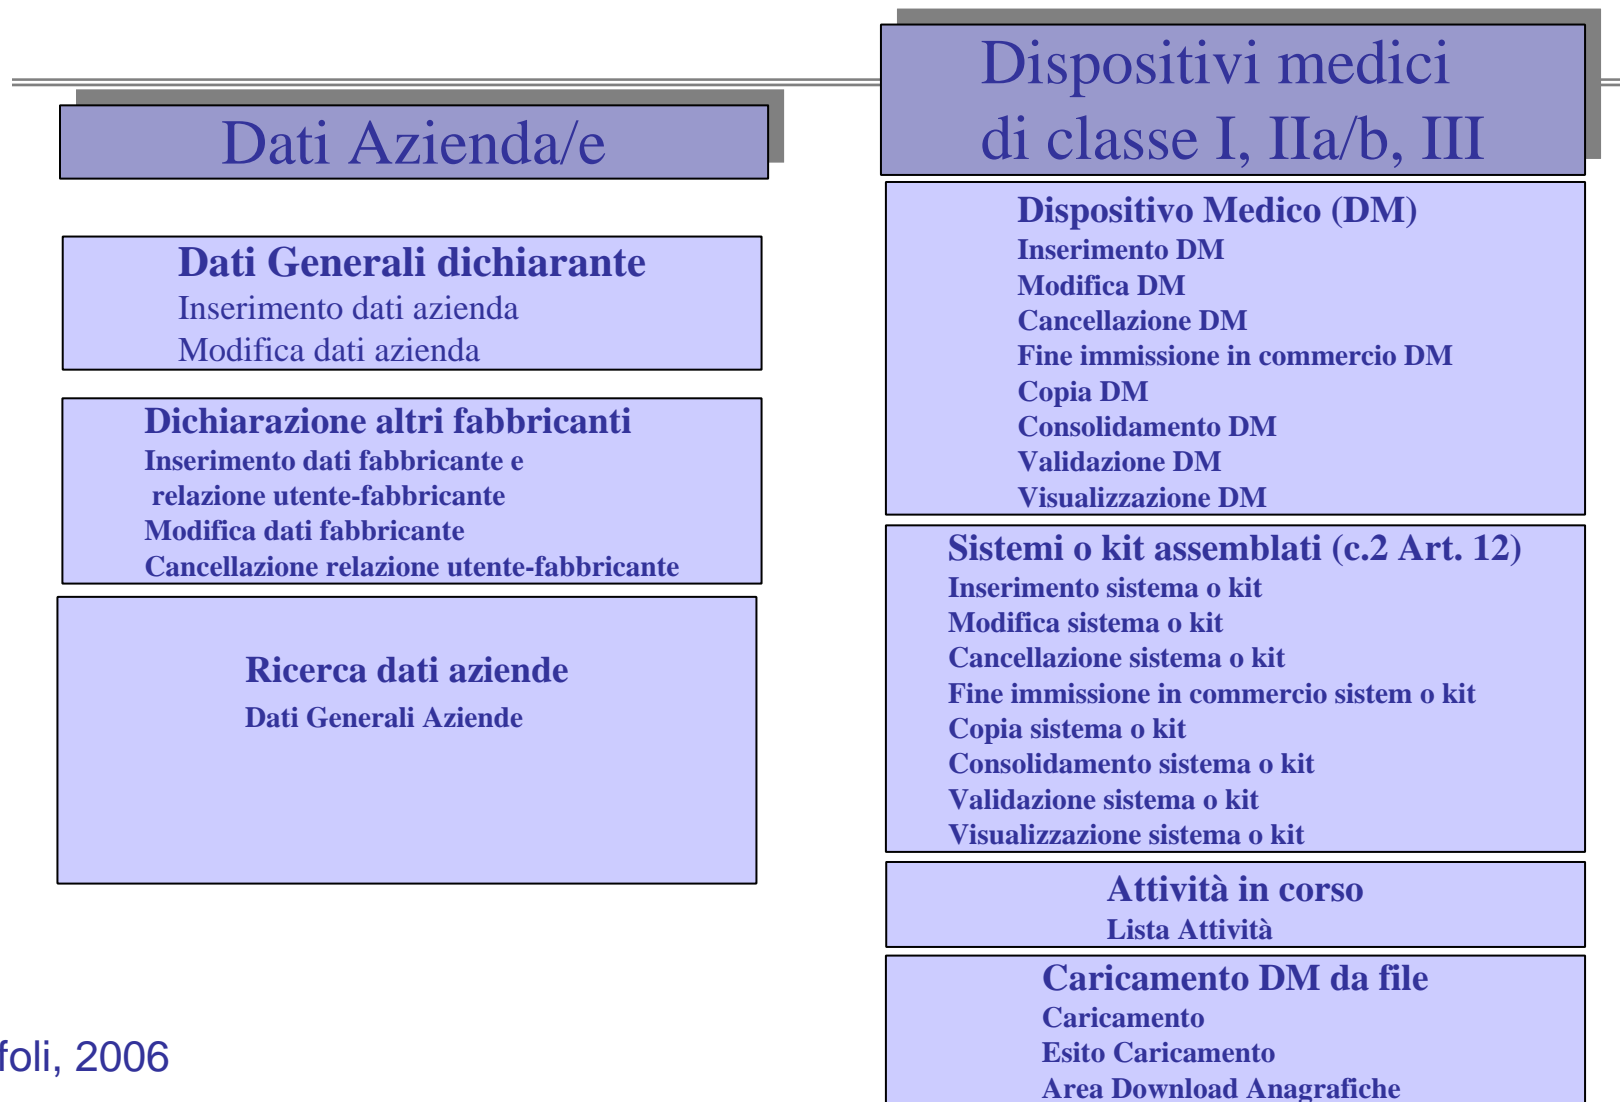 Dati Azienda/e
Dati Generali dichiarante
Inserimento dati azienda
Modifica dati azienda
Dichiarazione altri fabbricanti
Inserimento dati fabbricante e
relazione utente-fabbricante
Modifica dati fabbricante
Cancellazione relazione utente-fabbricante
Ricerca dati aziende
Dati Generali Aziende
Dispositivi medici
di classe I, IIa/b, III
Dispositivo Medico (DM)
Inserimento DM
Modifica DM
Cancellazione DM
Fine immissione in commercio DM
Copia DM
Consolidamento DM
Validazione DM
Visualizzazione DM
Sistemi o kit assemblati (c.2 Art. 12)
Inserimento sistema o kit
Modifica sistema o kit
Cancellazione sistema o kit
Fine immissione in commercio sistem o kit
Copia sistema o kit
Consolidamento sistema o kit
Validazione sistema o kit
Visualizzazione sistema o kit
Attività in corso
Lista Attività
Caricamento DM da file
Caricamento
Esito Caricamento
Area Download Anagrafiche
foli, 2006